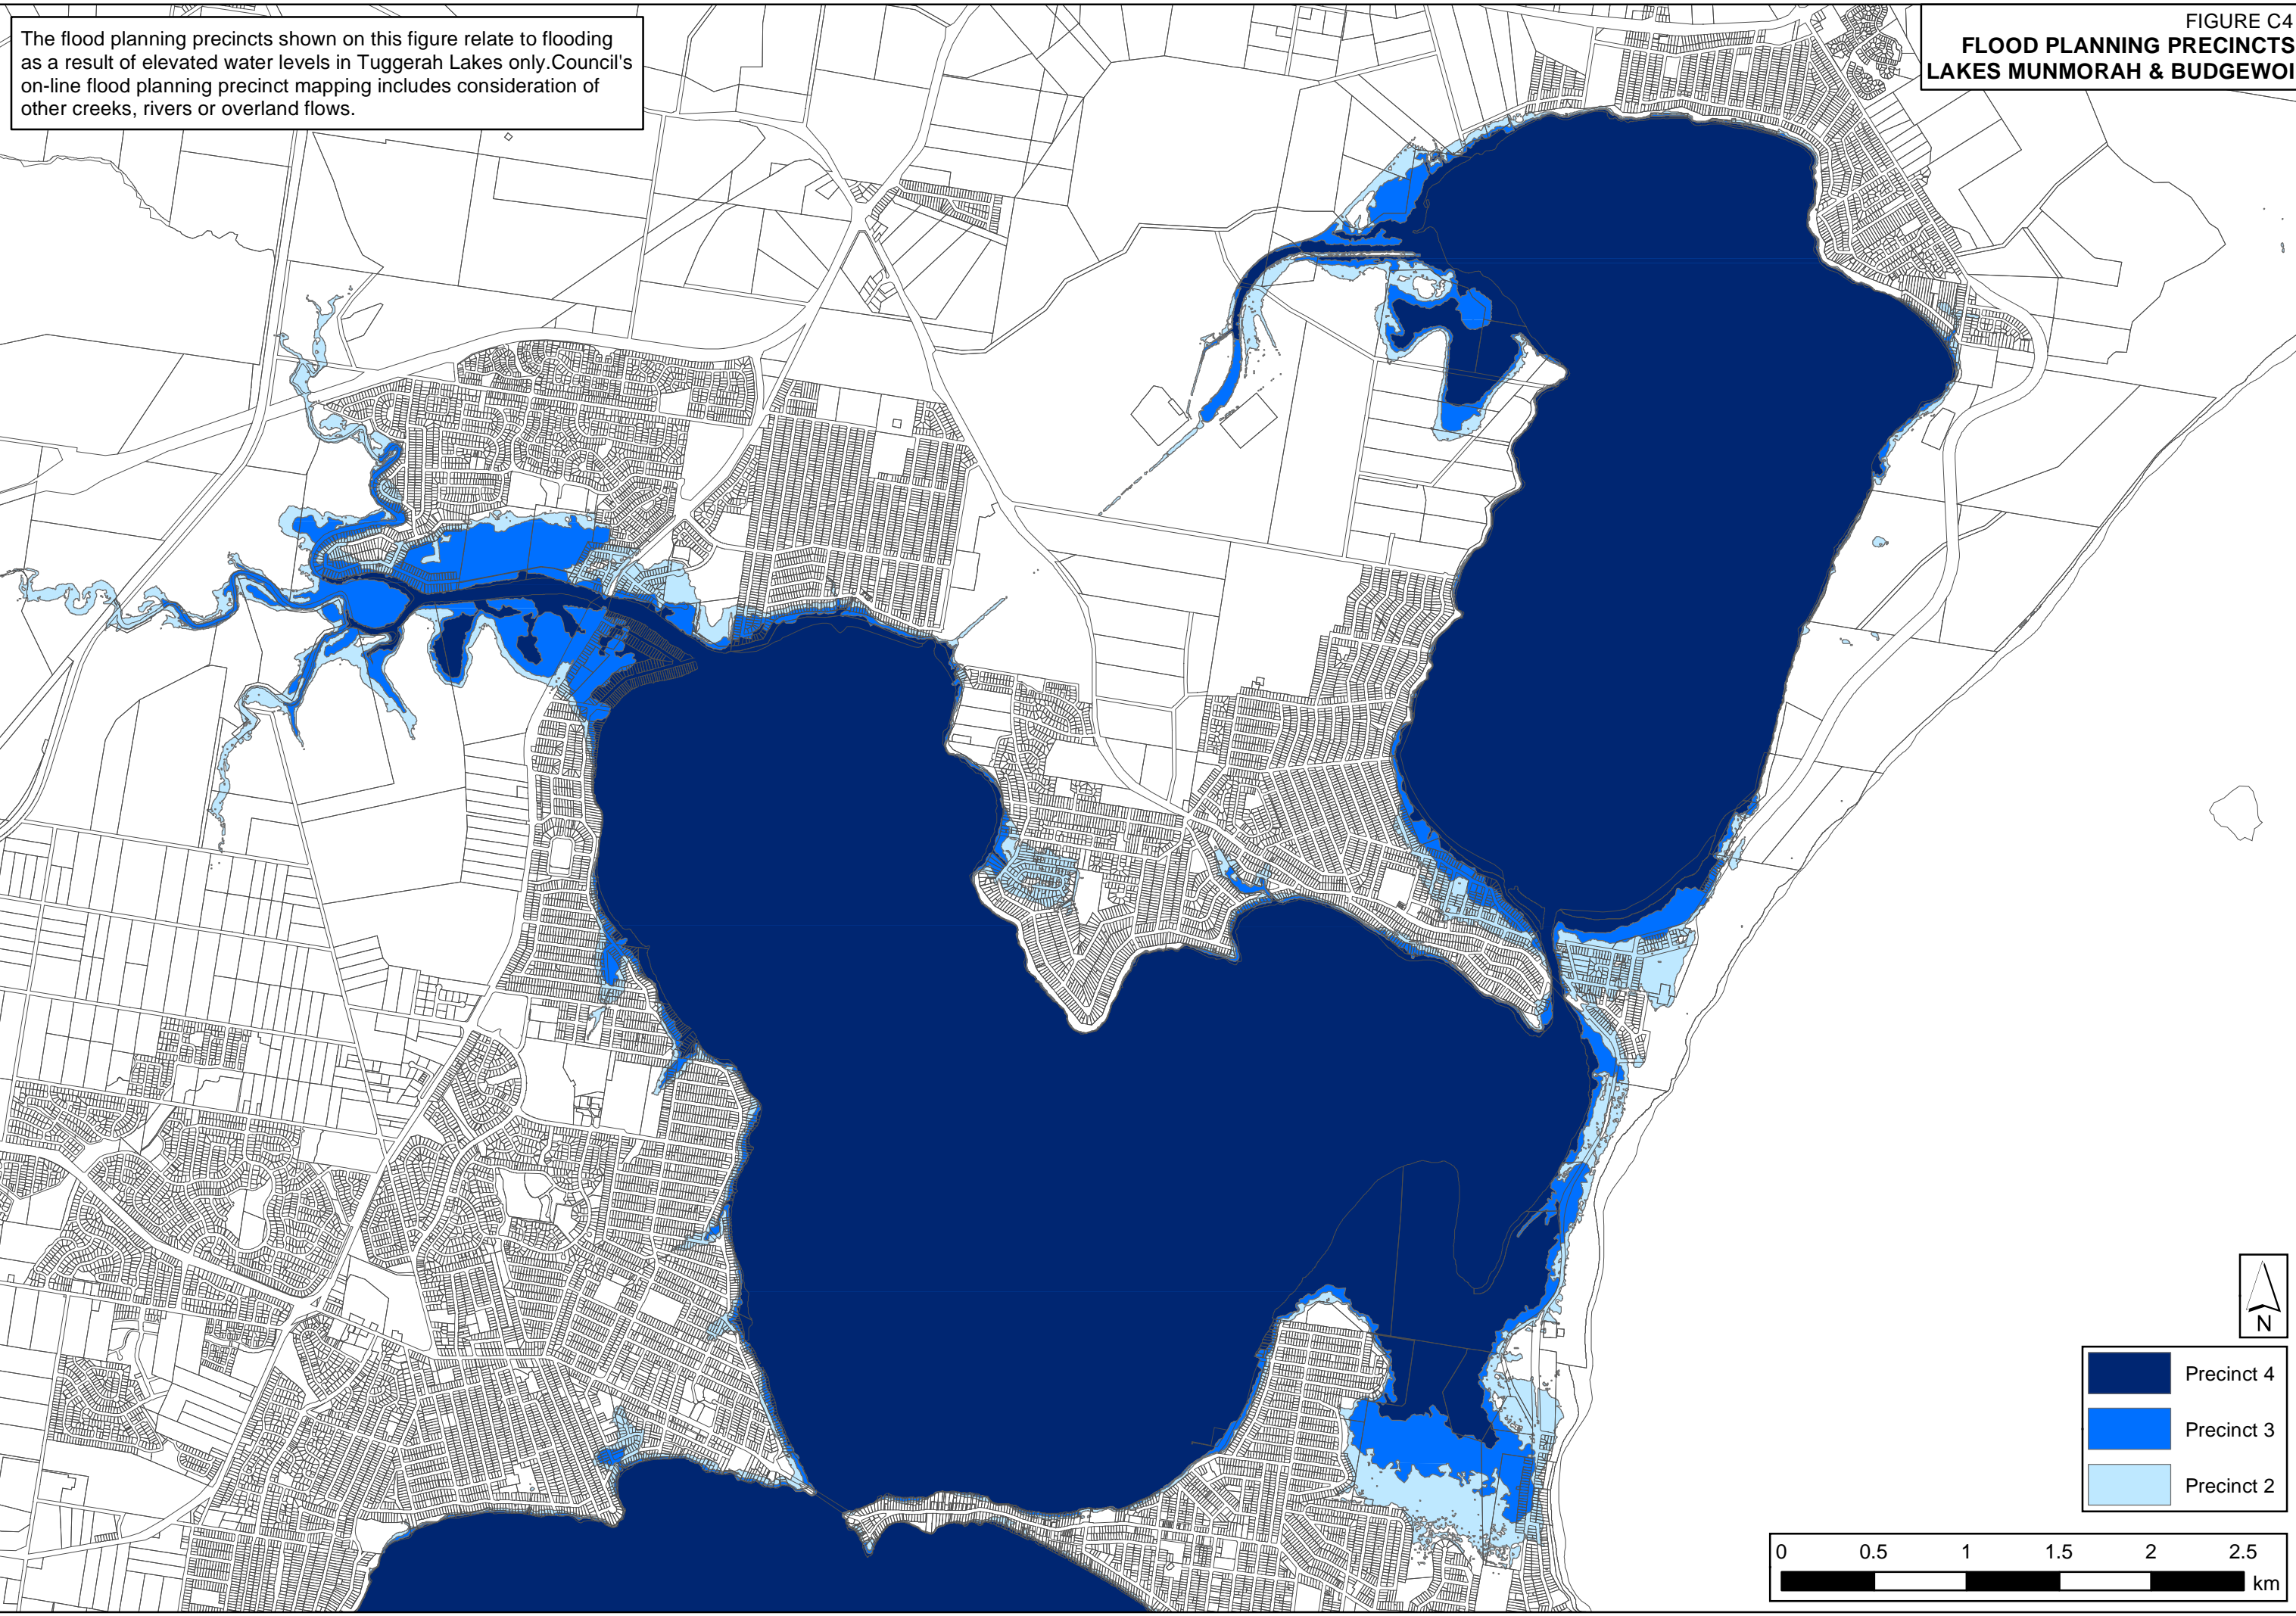 The flood planning precincts shown on this figure relate to flooding
as a result of elevated water levels in Tuggerah Lakes only.Council's
on-line flood planning precinct mapping includes consideration of
other creeks, rivers or overland flows.
FIGURE C4
FLOOD PLANNING PRECINCTS
LAKES MUNMORAH & BUDGEWOI
N
Precinct 4
Precinct 3
Precinct 2
0 0.5 1 1.5 2 2.5
km